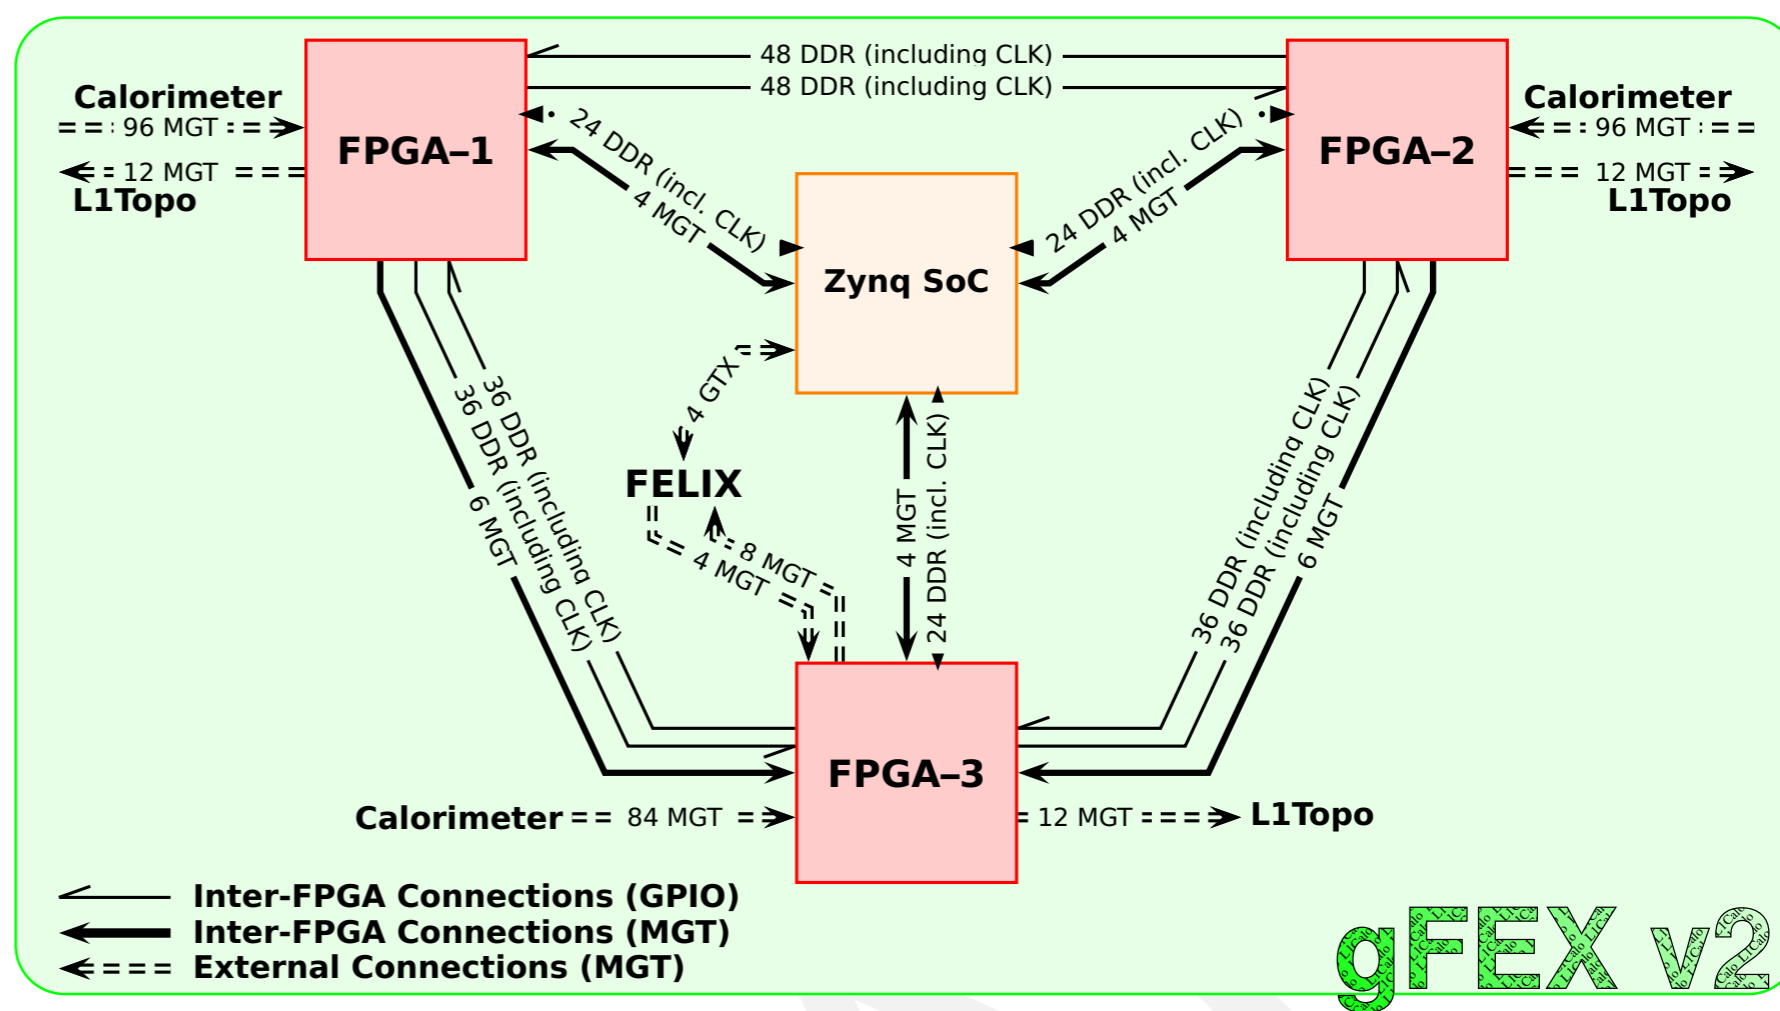 48 DDR (including CLK)
48 DDR (including CLK)
Calorimeter
96 MGT
12 MGT
L1Topo
FPGA–1
24 DDR (incl. CLK)
4 MGT
Zynq SoC
24 DDR (incl. CLK)
4 MGT
FPGA–2
Calorimeter
96 MGT
12 MGT
L1Topo
4 GTX
FELIX
4 MGT
8 MGT
4 MGT
24 DDR (incl. CLK)
36 DDR (including CLK)
36 DDR (including CLK)
6 MGT
36 DDR (including CLK)
36 DDR (including CLK)
6 MGT
FPGA–3
Calorimeter
84 MGT
12 MGT
L1Topo
Inter-FPGA Connections (GPIO)
Inter-FPGA Connections (MGT)
External Connections (MGT)
gFEX v2